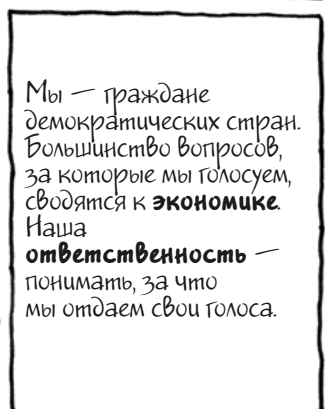 Мы — граждане
демократических стран.
Большинство вопросов,
за которые мы голосуем,
сводятся к экономике.
Наша
ответственность —
понимать, за что
мы отдаем свои голоса.